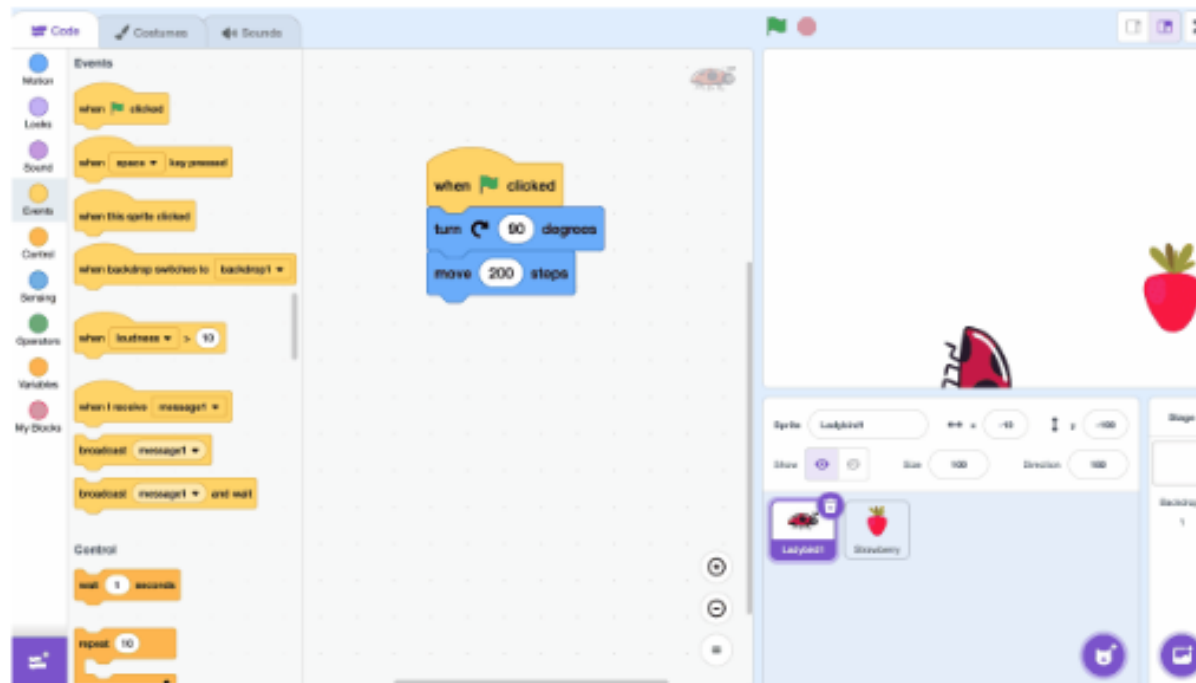 Code
Costumes
Sounds
Motion
Looks
Sound
Events
Control
Sensing
Operators
Variables
My Blocks
Events
when clicked
when space key pressed
when this sprite clicked
when backdrop switches to backdrop1
when loudness > 10
when I receive message1
broadcast message1
broadcast message1 and wait
Control
wait 1 seconds
repeat 10
when clicked
turn 90 degrees
move 200 steps
Sprite Ladybird1 x y
Show Size 100 Direction
Ladybird1
Strawberry
Stage
1